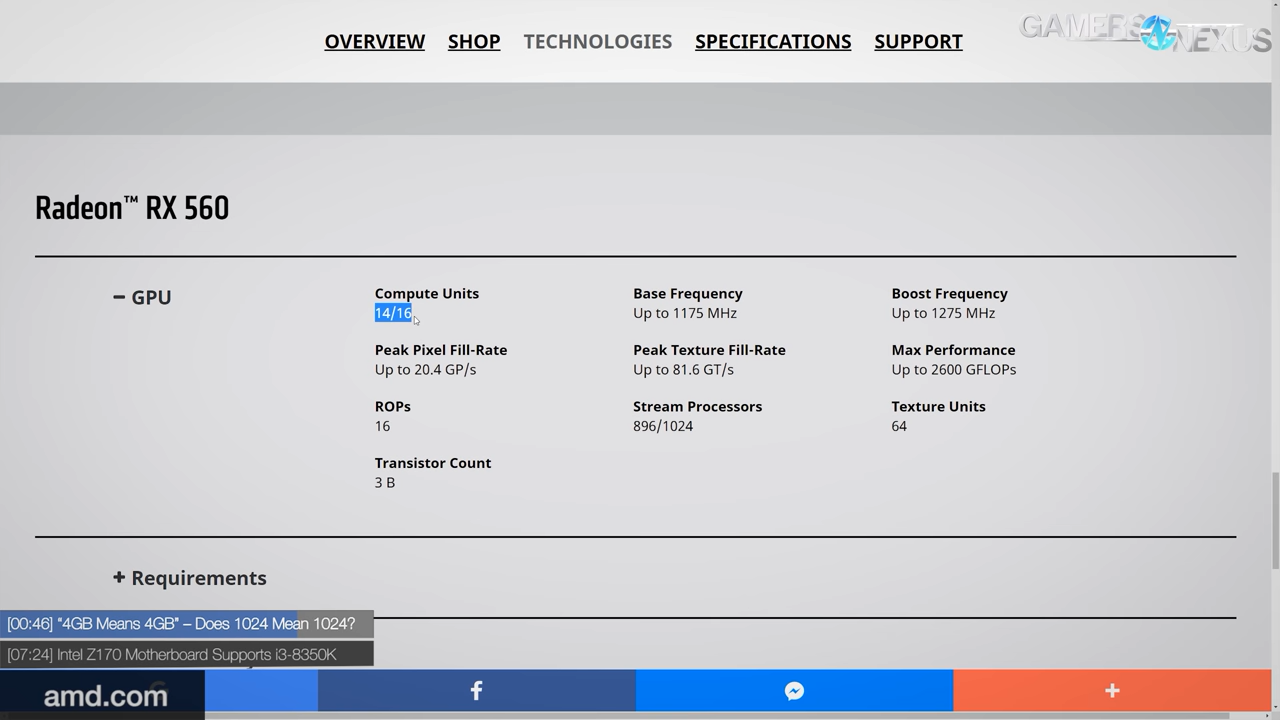 OVERVIEW SHOP TECHNOLOGIES SPECIFICATIONS SUPPORT
GAMERS NEXUS
Radeon™ RX 560
− GPU
Compute Units
14/16
Base Frequency
Up to 1175 MHz
Boost Frequency
Up to 1275 MHz
Peak Pixel Fill-Rate
Up to 20.4 GP/s
Peak Texture Fill-Rate
Up to 81.6 GT/s
Max Performance
Up to 2600 GFLOPs
ROPs
16
Stream Processors
896/1024
Texture Units
64
Transistor Count
3 B
+ Requirements
[00:46] “4GB Means 4GB” – Does 1024 Mean 1024?
[07:24] Intel Z170 Motherboard Supports i3-8350K
amd.com